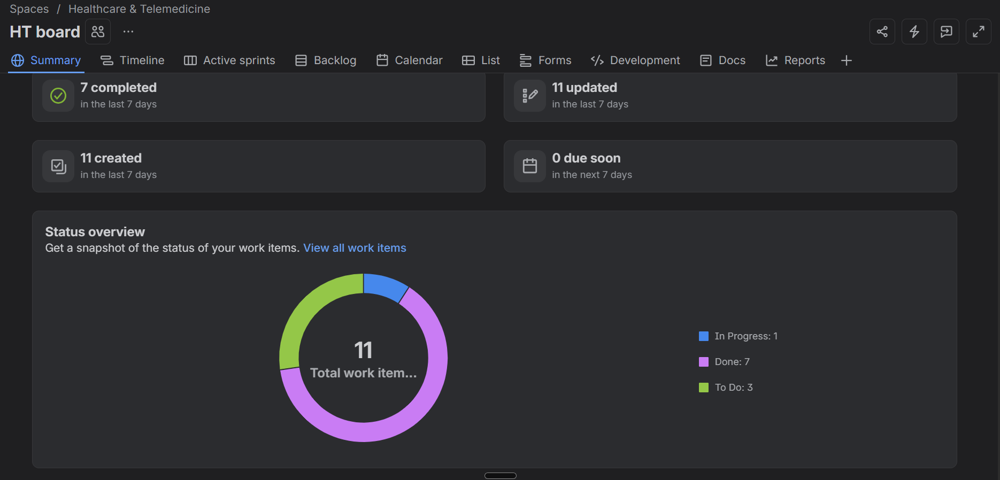 Spaces / Healthcare & Telemedicine
HT board
Summary Timeline Active sprints Backlog Calendar List Forms Development Docs Reports
7 completed
in the last 7 days
11 updated
in the last 7 days
11 created
in the last 7 days
0 due soon
in the next 7 days
Status overview
Get a snapshot of the status of your work items. View all work items
11
Total work item...
In Progress: 1
Done: 7
To Do: 3